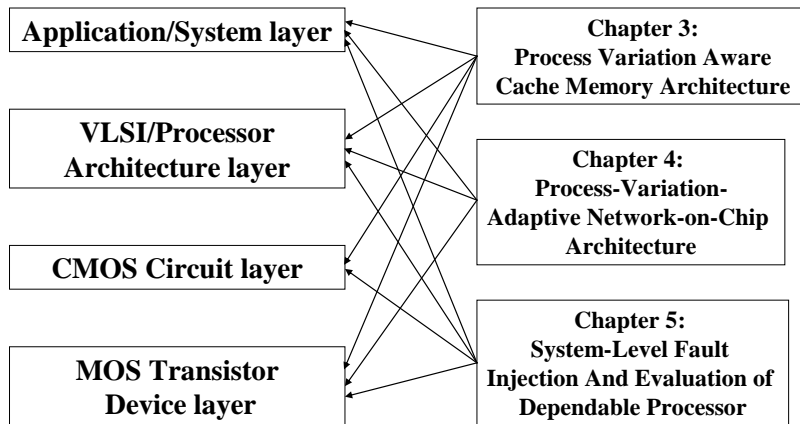 Application/System layer
VLSI/Processor
Architecture layer
CMOS Circuit layer
MOS Transistor
Device layer
Chapter 3:
Process Variation Aware
Cache Memory Architecture
Chapter 4:
Process-Variation-
Adaptive Network-on-Chip
Architecture
Chapter 5:
System-Level Fault
Injection And Evaluation of
Dependable Processor